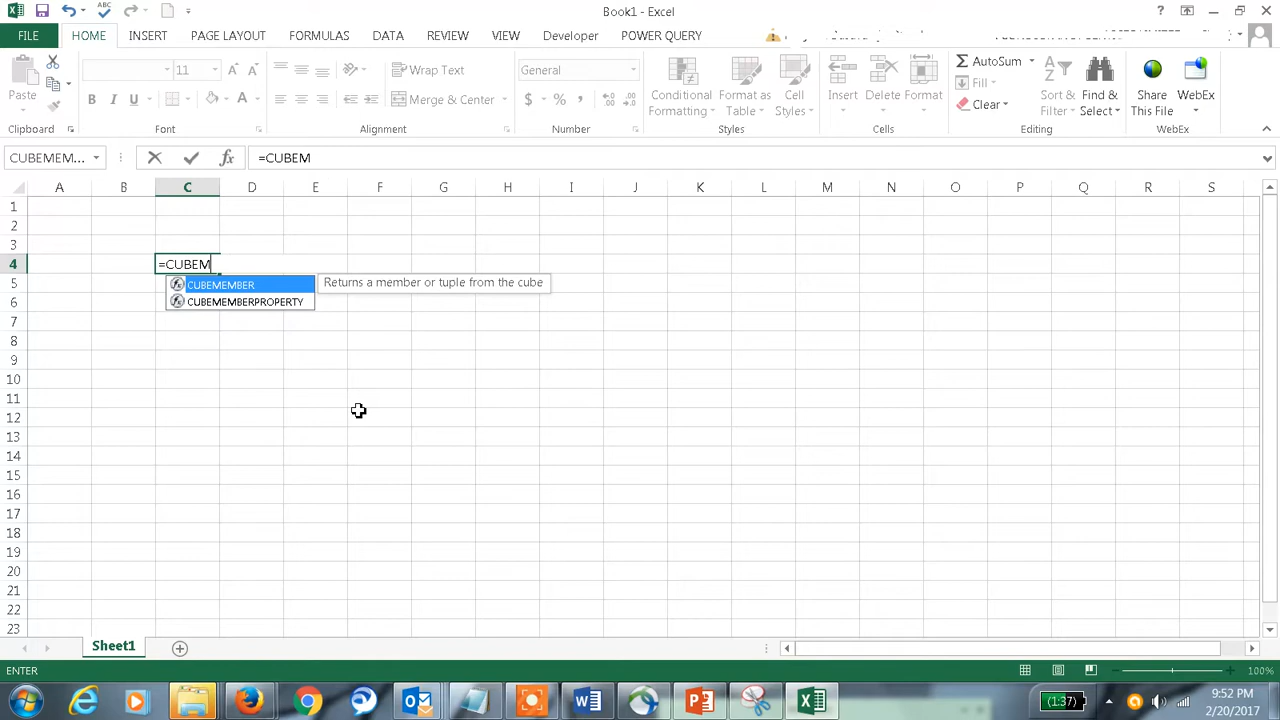 ABC
Book1 - Excel
?
FILE HOME INSERT PAGE LAYOUT FORMULAS DATA REVIEW VIEW Developer POWER QUERY
Paste
11
A A
B I U
A
Wrap Text
Merge & Center
General
$ % ,
Conditional Formatting
Format as Table
Cell Styles
Insert Delete Format
AutoSum
Fill
Clear
Sort & Filter
Find & Select
Share This File
WebEx
Clipboard Font Alignment Number Styles Cells Editing WebEx
CUBEMEM...
fx
=CUBEM
A B C D E F G H I J K L M N O P Q R S
1
2
3
4 =CUBEM
5 CUBEMEMBER Returns a member or tuple from the cube
6 CUBEMEMBERPROPERTY
7
8
9
10
11
12
13
14
15
16
17
18
19
20
21
22
23
Sheet1
ENTER
100%
(1:37)
9:52 PM
2/20/2017